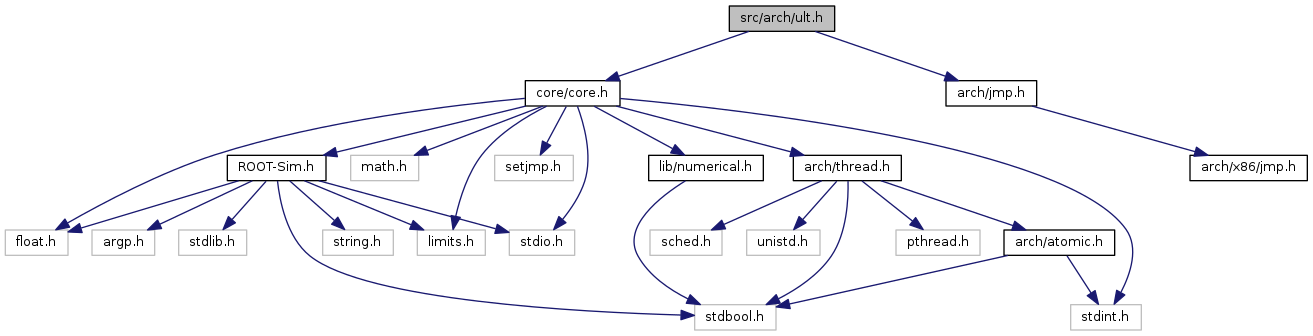 src/arch/ult.h
core/core.h
arch/jmp.h
ROOT-Sim.h
math.h
setjmp.h
lib/numerical.h
arch/thread.h
arch/x86/jmp.h
float.h
argp.h
stdlib.h
string.h
limits.h
stdio.h
sched.h
unistd.h
pthread.h
arch/atomic.h
stdbool.h
stdint.h